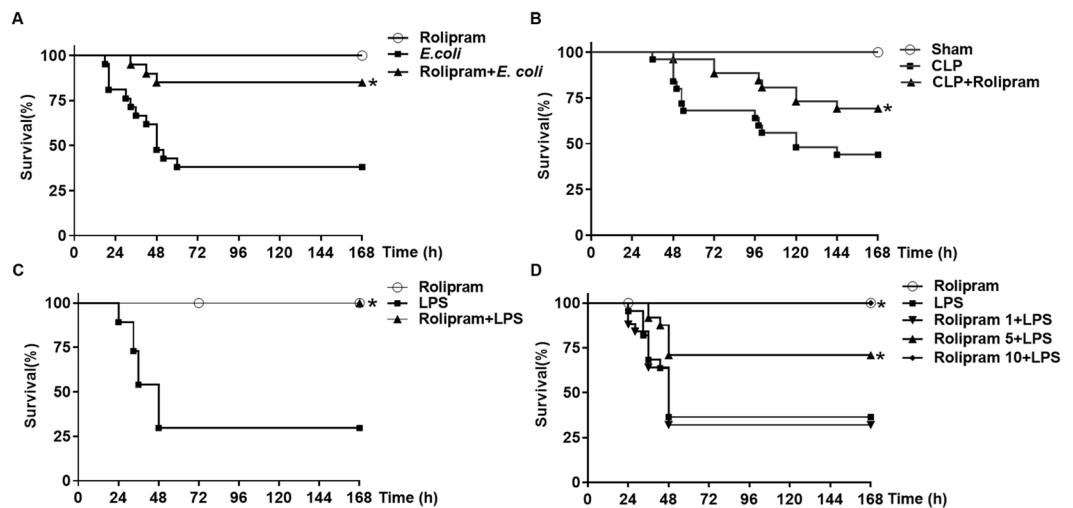 A
Rolipram
E.coli
Rolipram+E. coli
100
75
50
25
0
Survival(%)
*
0 24 48 72 96 120 144 168 Time (h)
B
Sham
CLP
CLP+Rolipram
100
75
50
25
0
Survival(%)
*
0 24 48 72 96 120 144 168 Time (h)
C
Rolipram
LPS
Rolipram+LPS
100
75
50
25
0
Survival(%)
*
0 24 48 72 96 120 144 168 Time (h)
D
Rolipram
LPS
Rolipram 1+LPS
Rolipram 5+LPS
Rolipram 10+LPS
100
75
50
25
0
Survival(%)
*
*
0 24 48 72 96 120 144 168 Time (h)